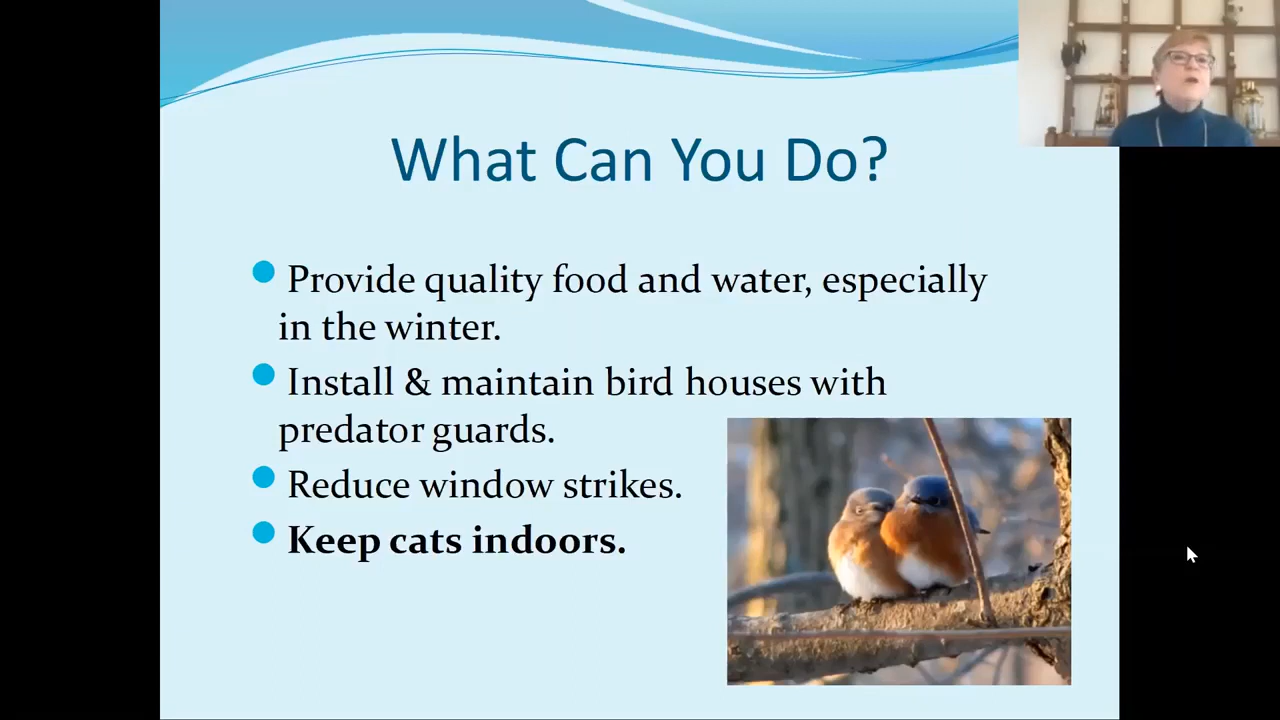 What Can You Do?
Provide quality food and water, especially
in the winter.
Install & maintain bird houses with
predator guards.
Reduce window strikes.
Keep cats indoors.